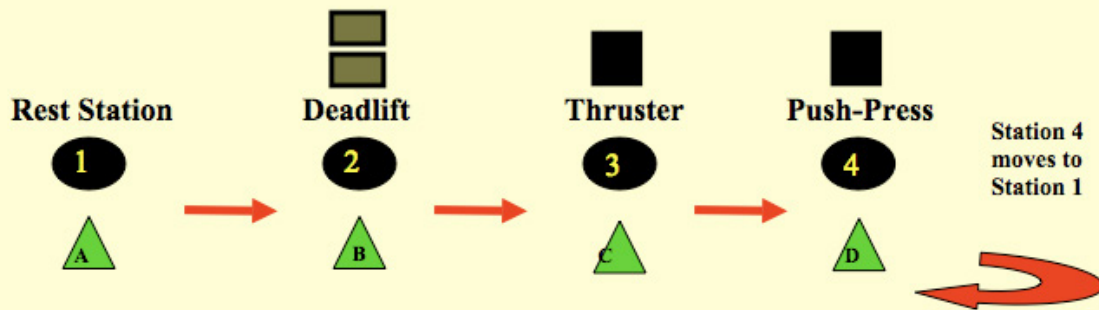 Rest Station
Deadlift
Thruster
Push-Press
1
2
3
4
Station 4
moves to
Station 1
A
B
C
D